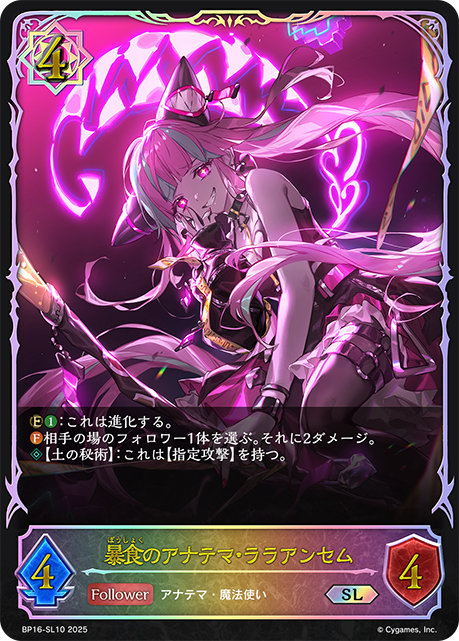 4
E 1：これは進化する。
F 相手の場のフォロワー1体を選ぶ。それに2ダメージ。
【土の秘術】：これは【指定攻撃】を持つ。
ぼうしょく
暴食のアナテマ・ララアンセム
4
Follower アナテマ・魔法使い SL
4
BP16-SL10 2025 © Cygames, Inc.